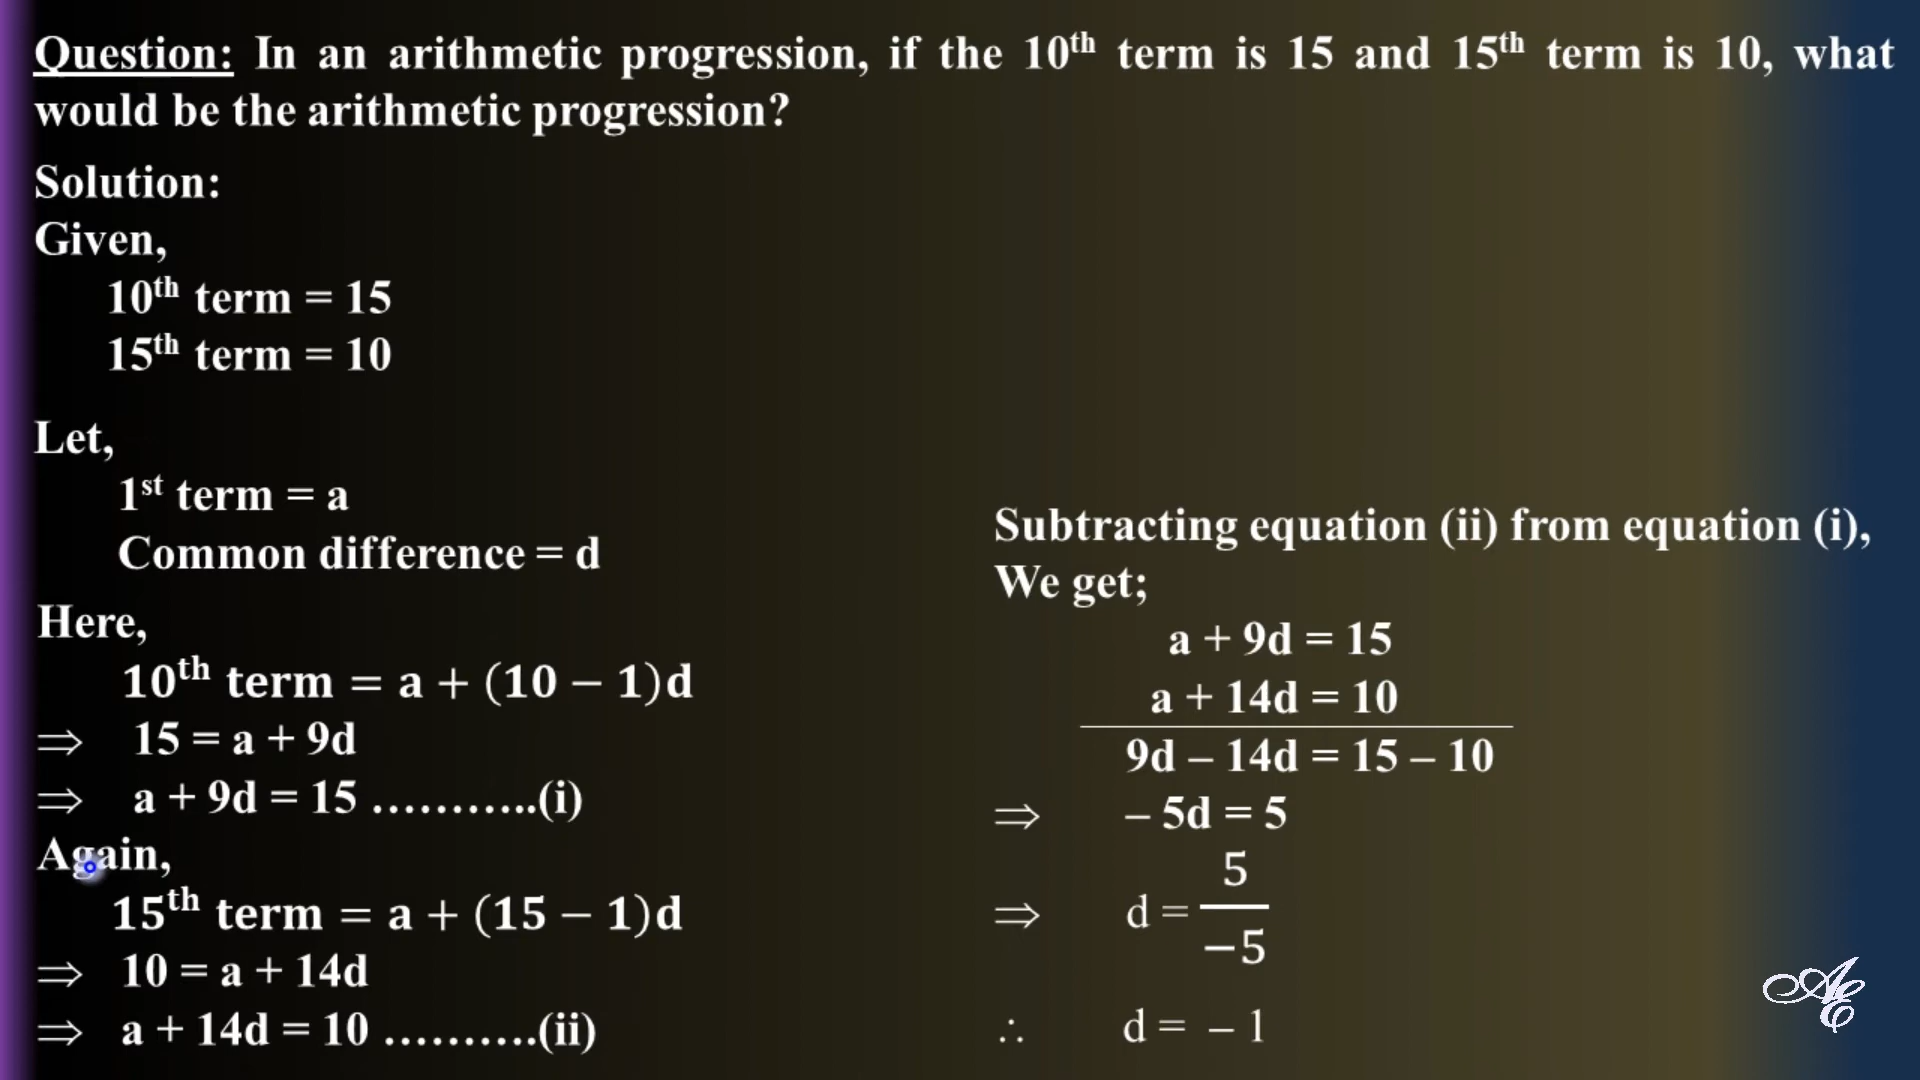 Question: In an arithmetic progression, if the 10th term is 15 and 15th term is 10, what
would be the arithmetic progression?
Solution:
Given,
10th term = 15
15th term = 10
Let,
1st term = a
Common difference = d
Here,
10th term = a + (10 − 1)d
⇒ 15 = a + 9d
⇒ a + 9d = 15 ………..(i)
Again,
15th term = a + (15 − 1)d
⇒ 10 = a + 14d
⇒ a + 14d = 10 ……….(ii)
Subtracting equation (ii) from equation (i),
We get;
a + 9d = 15
a + 14d = 10
9d – 14d = 15 – 10
⇒ – 5d = 5
⇒ d = 5/−5
∴ d = – 1
AE